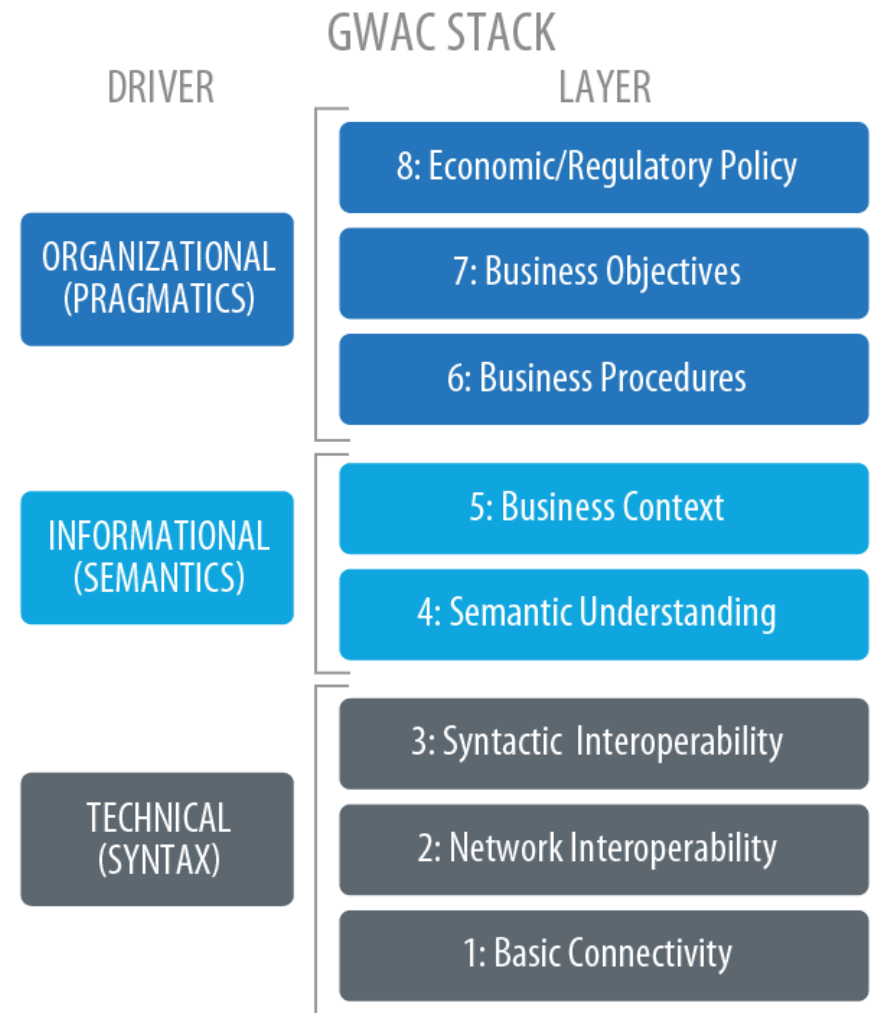 GWAC STACK
DRIVER
LAYER
ORGANIZATIONAL
(PRAGMATICS)
8: Economic/Regulatory Policy
7: Business Objectives
6: Business Procedures
INFORMATIONAL
(SEMANTICS)
5: Business Context
4: Semantic Understanding
TECHNICAL
(SYNTAX)
3: Syntactic Interoperability
2: Network Interoperability
1: Basic Connectivity